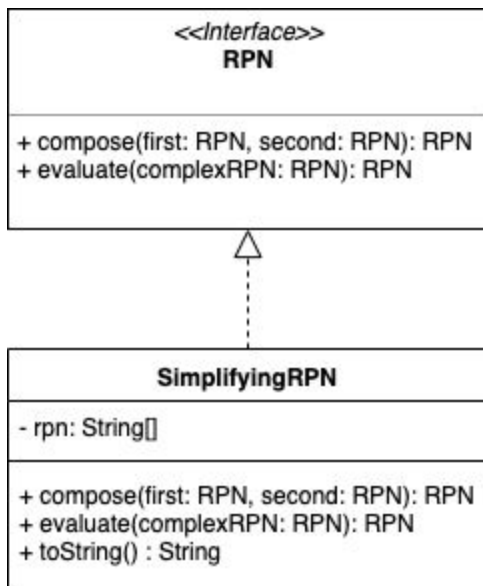 <<Interface>>
RPN
+ compose(first: RPN, second: RPN): RPN
+ evaluate(complexRPN: RPN): RPN
SimplifyingRPN
- rpn: String[]
+ compose(first: RPN, second: RPN): RPN
+ evaluate(complexRPN: RPN): RPN
+ toString() : String